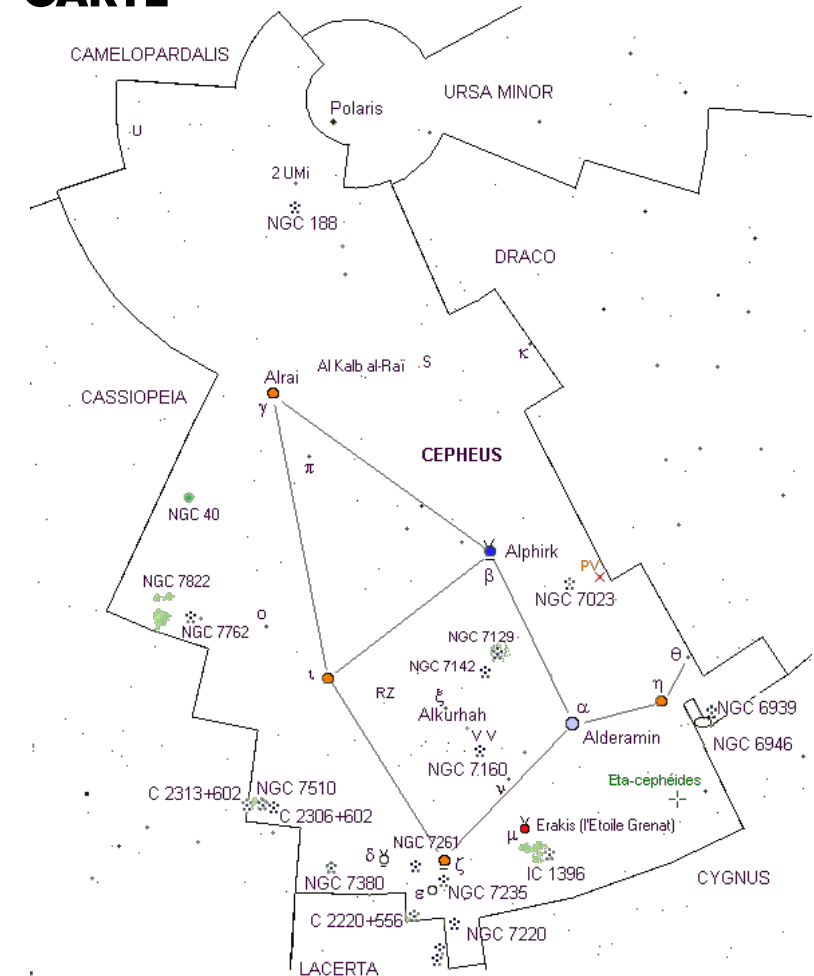 CARTE
CAMELOPARDALIS
URSA MINOR
Polaris
U
2 UMi
NGC 188
DRACO
κ
Al Kalb al-Raï S
Alrai
γ
CASSIOPEIA
CEPHEUS
π
NGC 40
Alphirk
β
PV
NGC 7023
NGC 7822
NGC 7762
ο
NGC 7129
NGC 7142
θ
ι
RZ
ξ
Alkurhah
η
α
Alderamin
NGC 6939
NGC 6946
VV
NGC 7160
ν
Eta-cephéides
C 2313+602
NGC 7510
C 2306+602
μ
Erakis (l'Etoile Grenat)
NGC 7261
δ
ζ
IC 1396
NGC 7380
ε
NGC 7235
CYGNUS
C 2220+556
NGC 7220
LACERTA